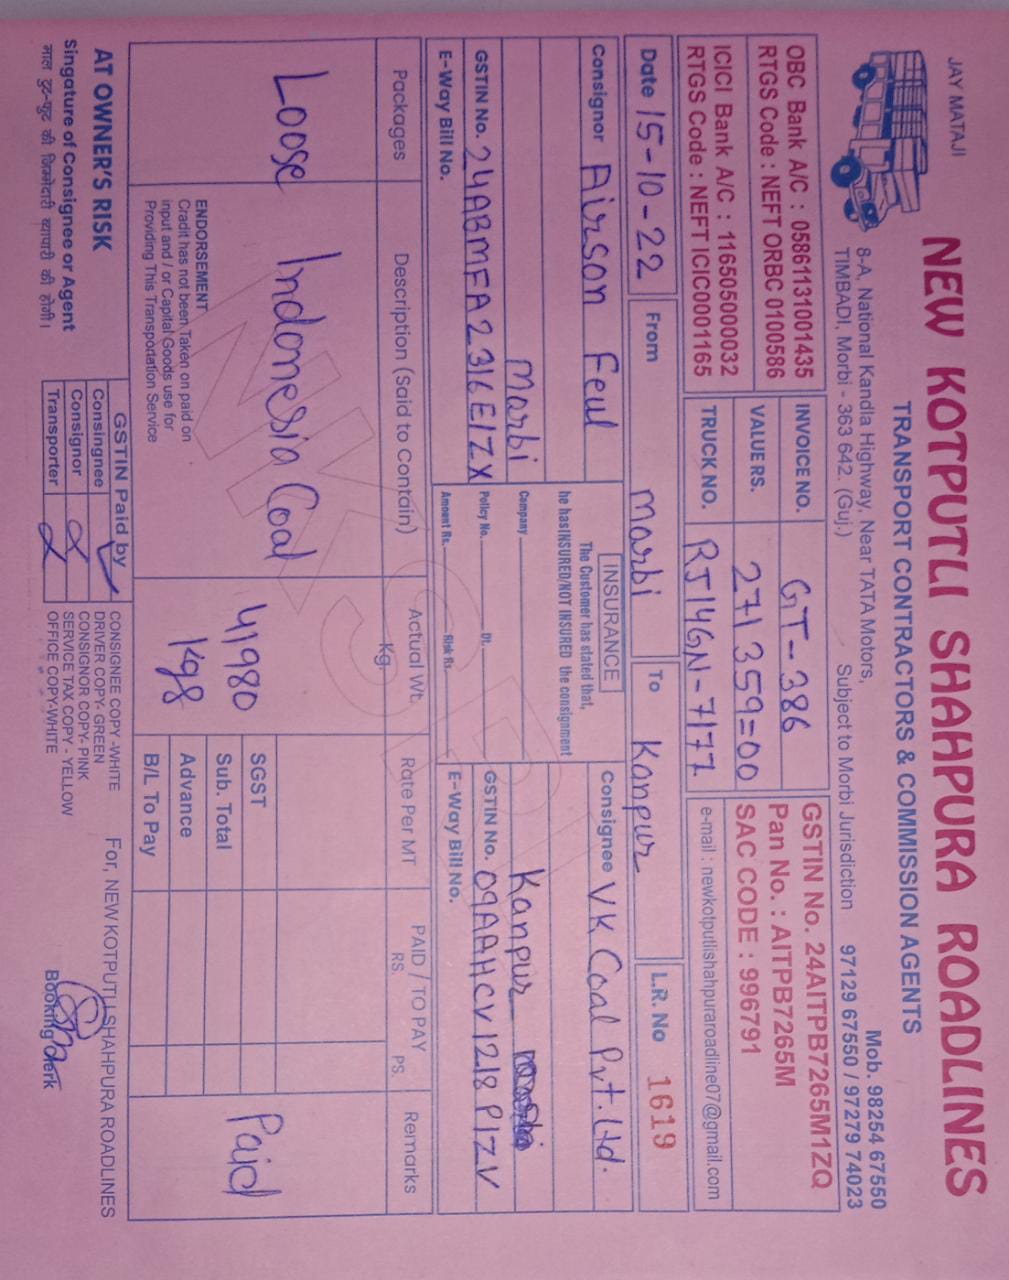 JAY MATAJI
NEW KOTPUTLI SHAHPURA ROADLINES
TRANSPORT CONTRACTORS & COMMISSION AGENTS
8-A, National Kandla Highway, Near TATA Motors,
TIMBADI, Morbi - 363 642. (Guj.)
Subject to Morbi Jurisdiction
Mob. 98254 67550
97129 67550 / 97279 74023
OBC Bank A/C : 05861131001435
RTGS Code : NEFT ORBC 0100586
ICICI Bank A/C : 116505000032
RTGS Code : NEFT ICIC0001165
INVOICE NO. GT-386
VALUE RS. 271359=00
TRUCK NO. RJ14GN-7177
GSTIN No. 24AITPB7265M1ZQ
Pan No. : AITPB7265M
SAC CODE : 996791
e-mail : newkotputlishahpuraroadline07@gmail.com
Date 15-10-22 From Morbi To Kanpur L.R. No 1619
Consignor Airson Feul
Morbi
GSTIN No. 24ABMFA2316E1ZX
E-Way Bill No.
INSURANCE
The Customer has stated that,
he has INSURED/NOT INSURED the consignment
Company
Policy No. Dt.
Amount Rs. Risk Rs.
Consignee VK Coal Pvt. Ltd.
Kanpur
GSTIN No. 09AAHCV1218P1ZV
E-Way Bill No.
Packages Description (Said to Contain) Actual Wt. Kg. Rate Per MT PAID / TO PAY RS. PS. Remarks
Loose Indonesia Coal 41980 Kgs Paid
SGST
Sub. Total
Advance
B/L To Pay
ENDORSEMENT
Cradit has not been Taken on paid on
input and / or Capital Goods use for
Providing This Transportation Service
AT OWNER'S RISK
Singature of Consignee or Agent
माल टुट-फुट की जिम्मेदारी व्यापारी की होगी।
GSTIN Paid by
Consignee
Consignor
Transporter
CONSIGNEE COPY -WHITE
DRIVER COPY- GREEN
CONSIGNOR COPY- PINK
SERVICE TAX COPY - YELLOW
OFFICE COPY-WHITE
For, NEW KOTPUTLI SHAHPURA ROADLINES
Booking Clerk